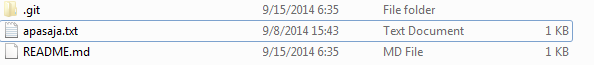 .git 9/15/2014 6:35 File folder
apasaja.txt 9/8/2014 15:43 Text Document 1 KB
README.md 9/15/2014 6:35 MD File 1 KB